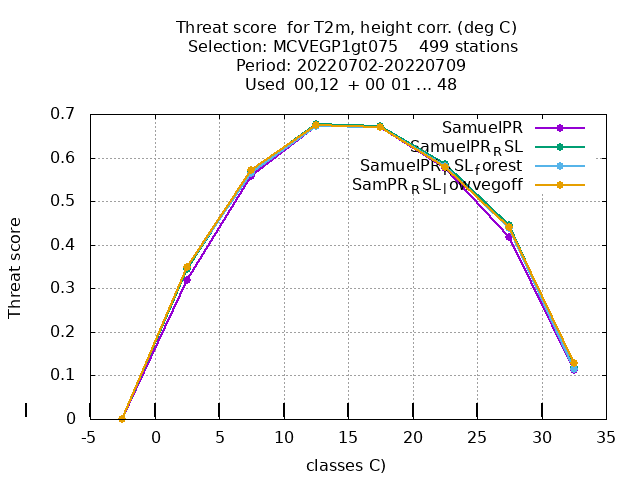 Threat score  for T2m, height corr. (deg C)
Selection: MCVEGP1gt075    499 stations
Period: 20220702-20220709
Used  00,12  + 00 01 ... 48
0.7
0.6
0.5
0.4
0.3
0.2
0.1
0
Threat score
SamuelPR
SamuelPR_RSL
SamuelPR_RSL_forest
SamPR_RSL_lowvegoff
-5 0 5 10 15 20 25 30 35
classes C)